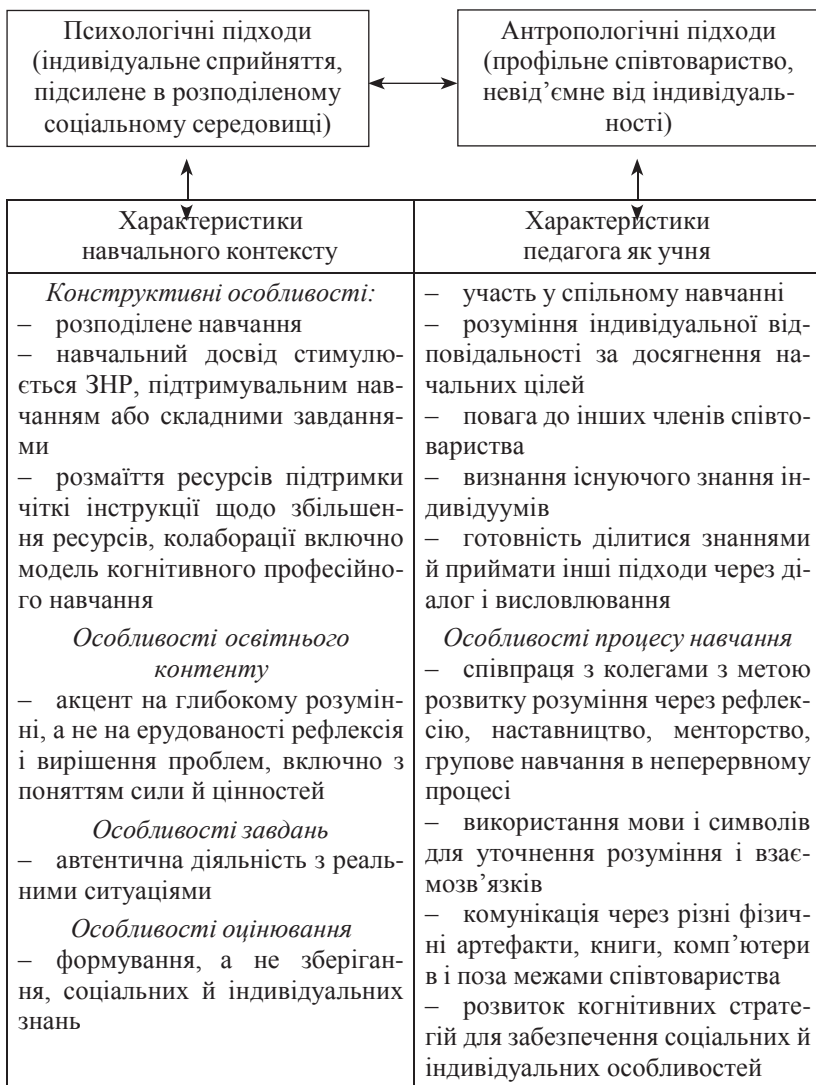 Психологічні підходи
(індивідуальне сприйняття,
підсилене в розподіленому
соціальному середовищі)
Антропологічні підходи
(профільне співтовариство,
невід’ємне від індивідуаль-
ності)
Характеристики
навчального контексту
Конструктивні особливості:
– розподілене навчання
– навчальний досвід стимулю-
ється ЗНР, підтримувальним нав-
чанням або складними завдання-
ми
– розмаїття ресурсів підтримки
чіткі інструкції щодо збільшен-
ня ресурсів, колаборації включно
модель когнітивного професійно-
го навчання
Особливості освітнього
контенту
– акцент на глибокому розумін-
ні, а не на ерудованості рефлексія
і вирішення проблем, включно з
поняттям сили й цінностей
Особливості завдань
– автентична діяльність з реаль-
ними ситуаціями
Особливості оцінювання
– формування, а не зберіган-
ня, соціальних й індивідуальних
знань
Характеристики
педагога як учня
– участь у спільному навчанні
– розуміння індивідуальної від-
повідальності за досягнення на-
чальних цілей
– повага до інших членів співто-
вариства
– визнання існуючого знання ін-
дивідуумів
– готовність ділитися знаннями
й приймати інші підходи через ді-
алог і висловлювання
Особливості процесу навчання
– співпраця з колегами з метою
розвитку розуміння через рефлек-
сію, наставництво, менторство,
групове навчання в неперервному
процесі
– використання мови і символів
для уточнення розуміння і взає-
мозв'язків
– комунікація через різні фізич-
ні артефакти, книги, комп’ютери
в і поза межами співтовариства
– розвиток когнітивних страте-
гій для забезпечення соціальних й
індивідуальних особливостей